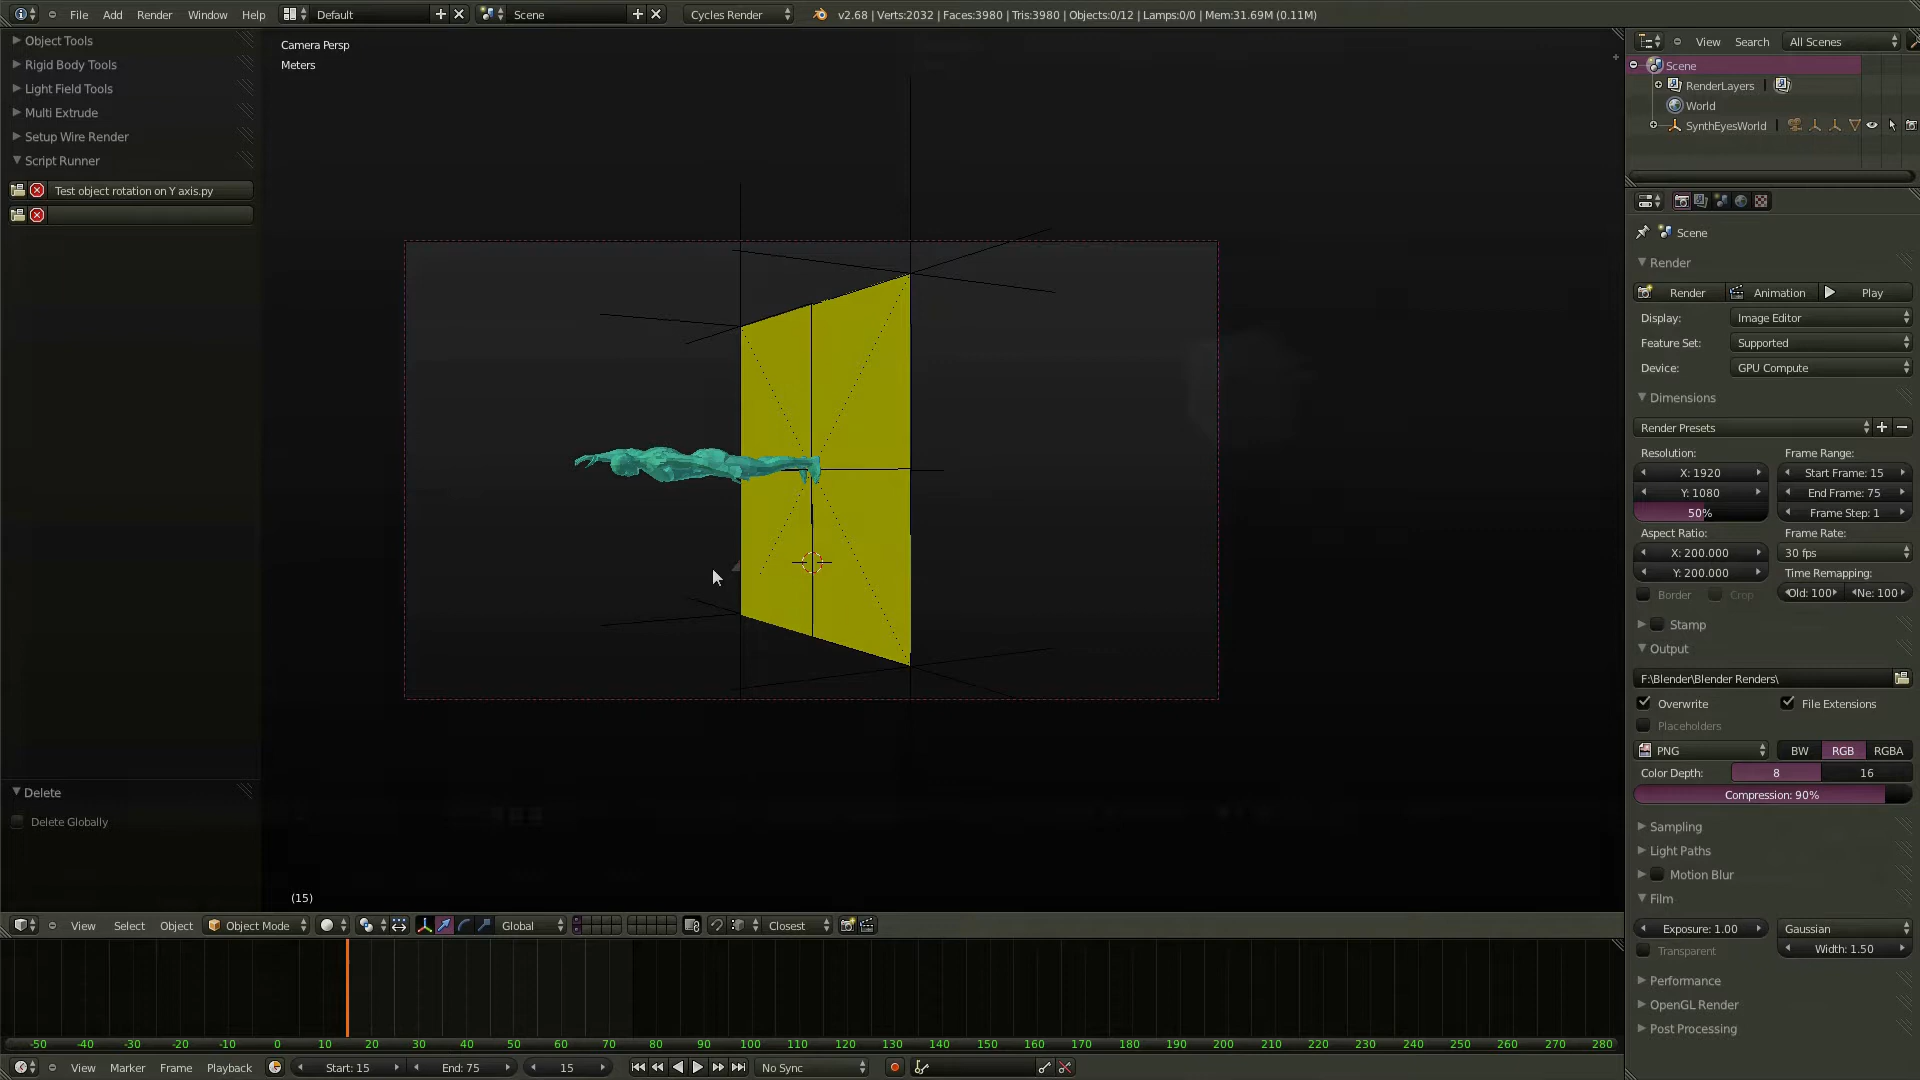 File Add Render Window Help Default Scene Cycles Render v2.68 | Verts:2032 | Faces:3980 | Tris:3980 | Objects:0/12 | Lamps:0/0 | Mem:31.69M (0.11M)
Object Tools
Rigid Body Tools
Light Field Tools
Multi Extrude
Setup Wire Render
Script Runner
Test object rotation on Y axis.py
Delete
Delete Globally
Camera Persp
Meters
(15)
View Select Object Object Mode Global Closest
-50 -40 -30 -20 -10 0 10 20 30 40 50 60 70 80 90 100 110 120 130 140 150 160 170 180 190 200 210 220 230 240 250 260 270 280
View Marker Frame Playback Start: 15 End: 75 15 No Sync
View Search All Scenes
Scene
RenderLayers
World
SynthEyesWorld
Scene
Render
Render Animation Play
Display: Image Editor
Feature Set: Supported
Device: GPU Compute
Dimensions
Render Presets
Resolution: Frame Range:
X: 1920 Start Frame: 15
Y: 1080 End Frame: 75
50% Frame Step: 1
Aspect Ratio: Frame Rate:
X: 200.000 30 fps
Y: 200.000 Time Remapping:
Border Crop Old: 100 Ne: 100
Stamp
Output
F:\Blender\Blender Renders\
Overwrite File Extensions
Placeholders
PNG BW RGB RGBA
Color Depth: 8 16
Compression: 90%
Sampling
Light Paths
Motion Blur
Film
Exposure: 1.00 Gaussian
Transparent Width: 1.50
Performance
OpenGL Render
Post Processing